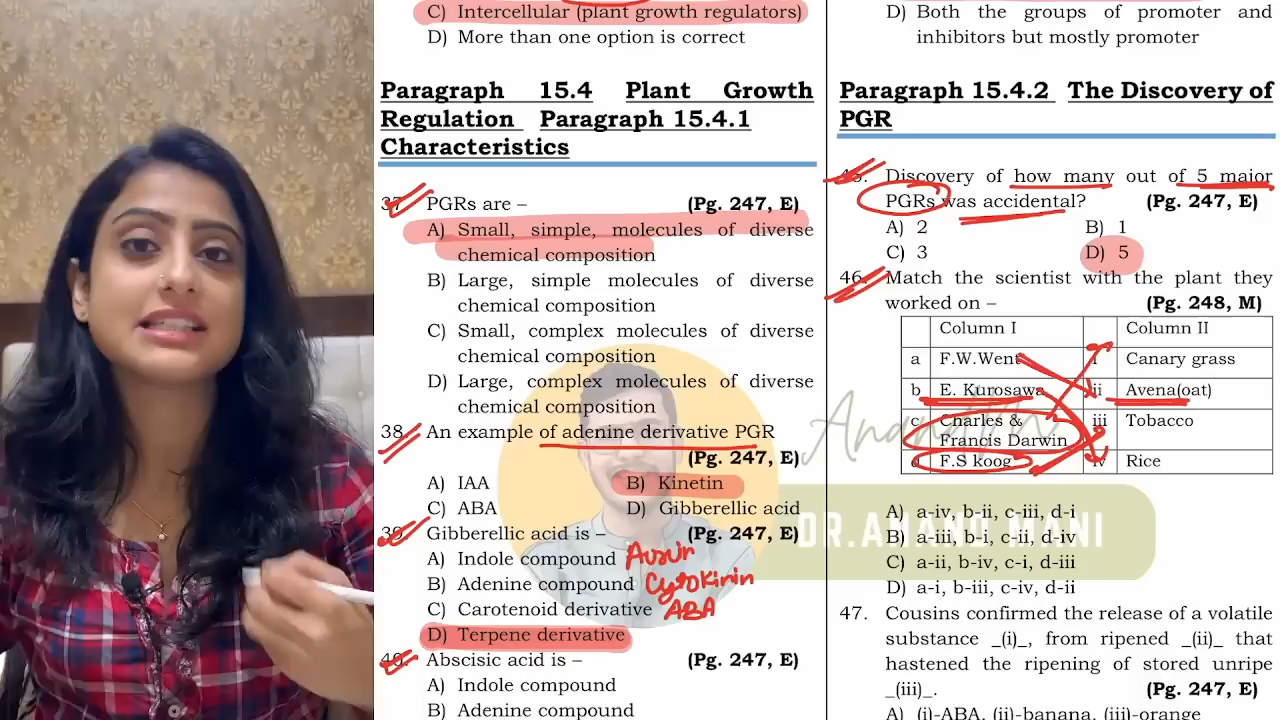 C) Intercellular (plant growth regulators)
D) More than one option is correct
Paragraph 15.4 Plant Growth
Regulation Paragraph 15.4.1
Characteristics
37. PGRs are – (Pg. 247, E)
A) Small, simple, molecules of diverse
chemical composition
B) Large, simple molecules of diverse
chemical composition
C) Small, complex molecules of diverse
chemical composition
D) Large, complex molecules of diverse
chemical composition
38. An example of adenine derivative PGR
(Pg. 247, E)
A) IAA B) Kinetin
C) ABA D) Gibberellic acid
39. Gibberellic acid is – (Pg. 247, E)
A) Indole compound Auxin
B) Adenine compound Cytokinin
C) Carotenoid derivative ABA
D) Terpene derivative
40. Abscisic acid is – (Pg. 247, E)
A) Indole compound
B) Adenine compound
D) Both the groups of promoter and
inhibitors but mostly promoter
Paragraph 15.4.2 The Discovery of
PGR
45. Discovery of how many out of 5 major
PGRs was accidental? (Pg. 247, E)
A) 2 B) 1
C) 3 D) 5
46. Match the scientist with the plant they
worked on – (Pg. 248, M)
Column I Column II
a F.W.Went i Canary grass
b E. Kurosawa ii Avena(oat)
c Charles & iii Tobacco
Francis Darwin
d F.S koog iv Rice
A) a-iv, b-ii, c-iii, d-i
B) a-iii, b-i, c-ii, d-iv
C) a-ii, b-iv, c-i, d-iii
D) a-i, b-iii, c-iv, d-ii
DR.ANAND MANI
47. Cousins confirmed the release of a volatile
substance _(i)_, from ripened _(ii)_ that
hastened the ripening of stored unripe
_(iii)_. (Pg. 247, E)
A) (i)-ABA, (ii)-banana, (iii)-orange